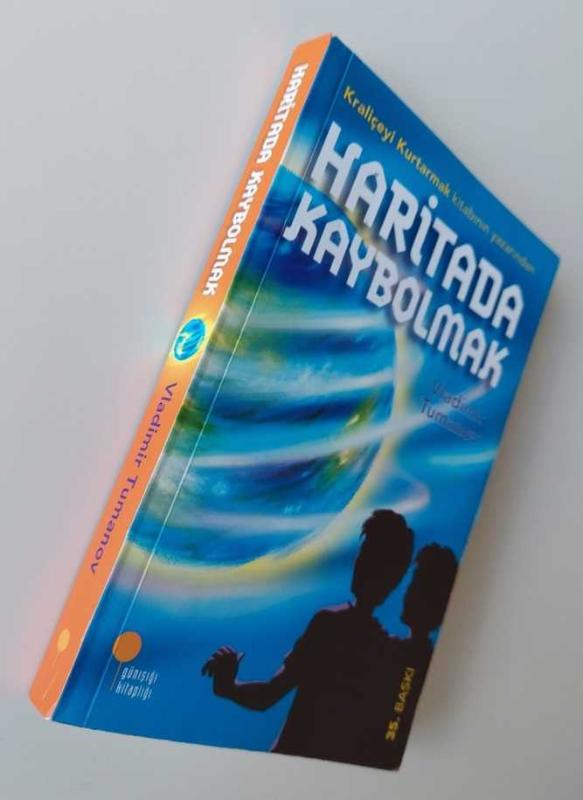 Kraliçeyi Kurtarmak kitabının yazarından
HARİTADA
KAYBOLMAK
Vladimir
Tumanov
35. BASKI
günışığı
kitaplığı
HARİTADA KAYBOLMAK
Vladimir Tumanov